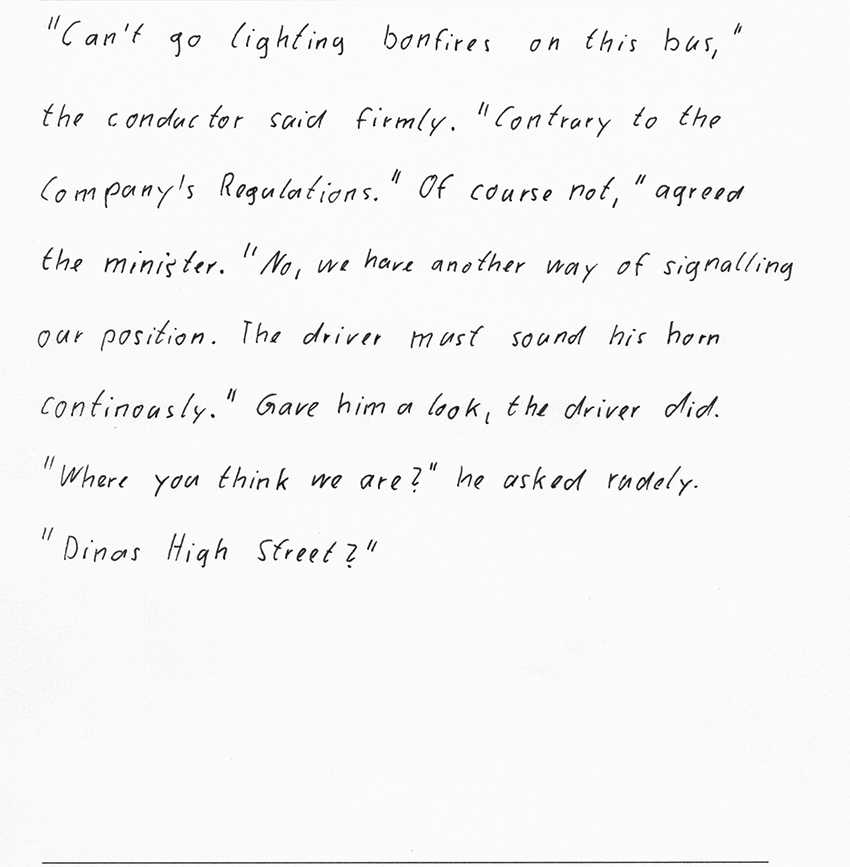 "Can't go lighting bonfires on this bus,"
the conductor said firmly. "Contrary to the
Company's Regulations." Of course not, "agreed
the minister. "No, we have another way of signalling
our position. The driver must sound his horn
continously." Gave him a look, the driver did.
"Where you think we are?" he asked rudely.
"Dinas High Street?"